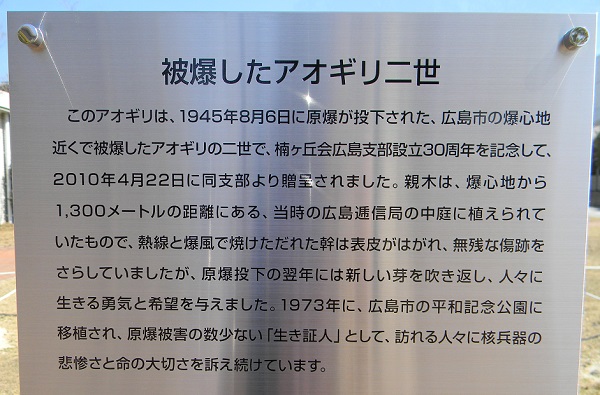 被爆したアオギリ二世
このアオギリは、1945年8月6日に原爆が投下された、広島市の爆心地
近くで被爆したアオギリの二世で、楠ヶ丘会広島支部設立30周年を記念して、
2010年4月22日に同支部より贈呈されました。親木は、爆心地から
1,300メートルの距離にある、当時の広島逓信局の中庭に植えられて
いたもので、熱線と爆風で焼けただれた幹は表皮がはがれ、無残な傷跡を
さらしていましたが、原爆投下の翌年には新しい芽を吹き返し、人々に
生きる勇気と希望を与えました。1973年に、広島市の平和記念公園に
移植され、原爆被害の数少ない「生き証人」として、訪れる人々に核兵器の
悲惨さと命の大切さを訴え続けています。